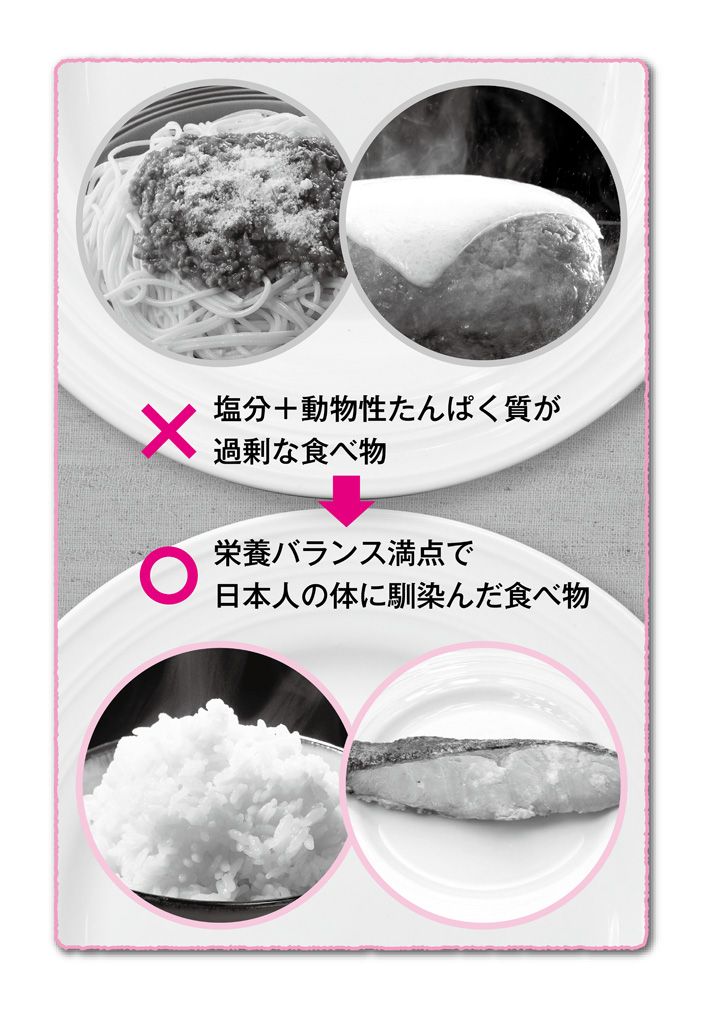 塩分＋動物性たんぱく質が
過剰な食べ物
栄養バランス満点で
日本人の体に馴染んだ食べ物